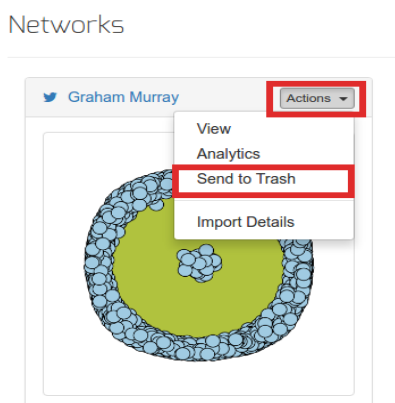 Networks
Graham Murray
Actions
View
Analytics
Send to Trash
Import Details